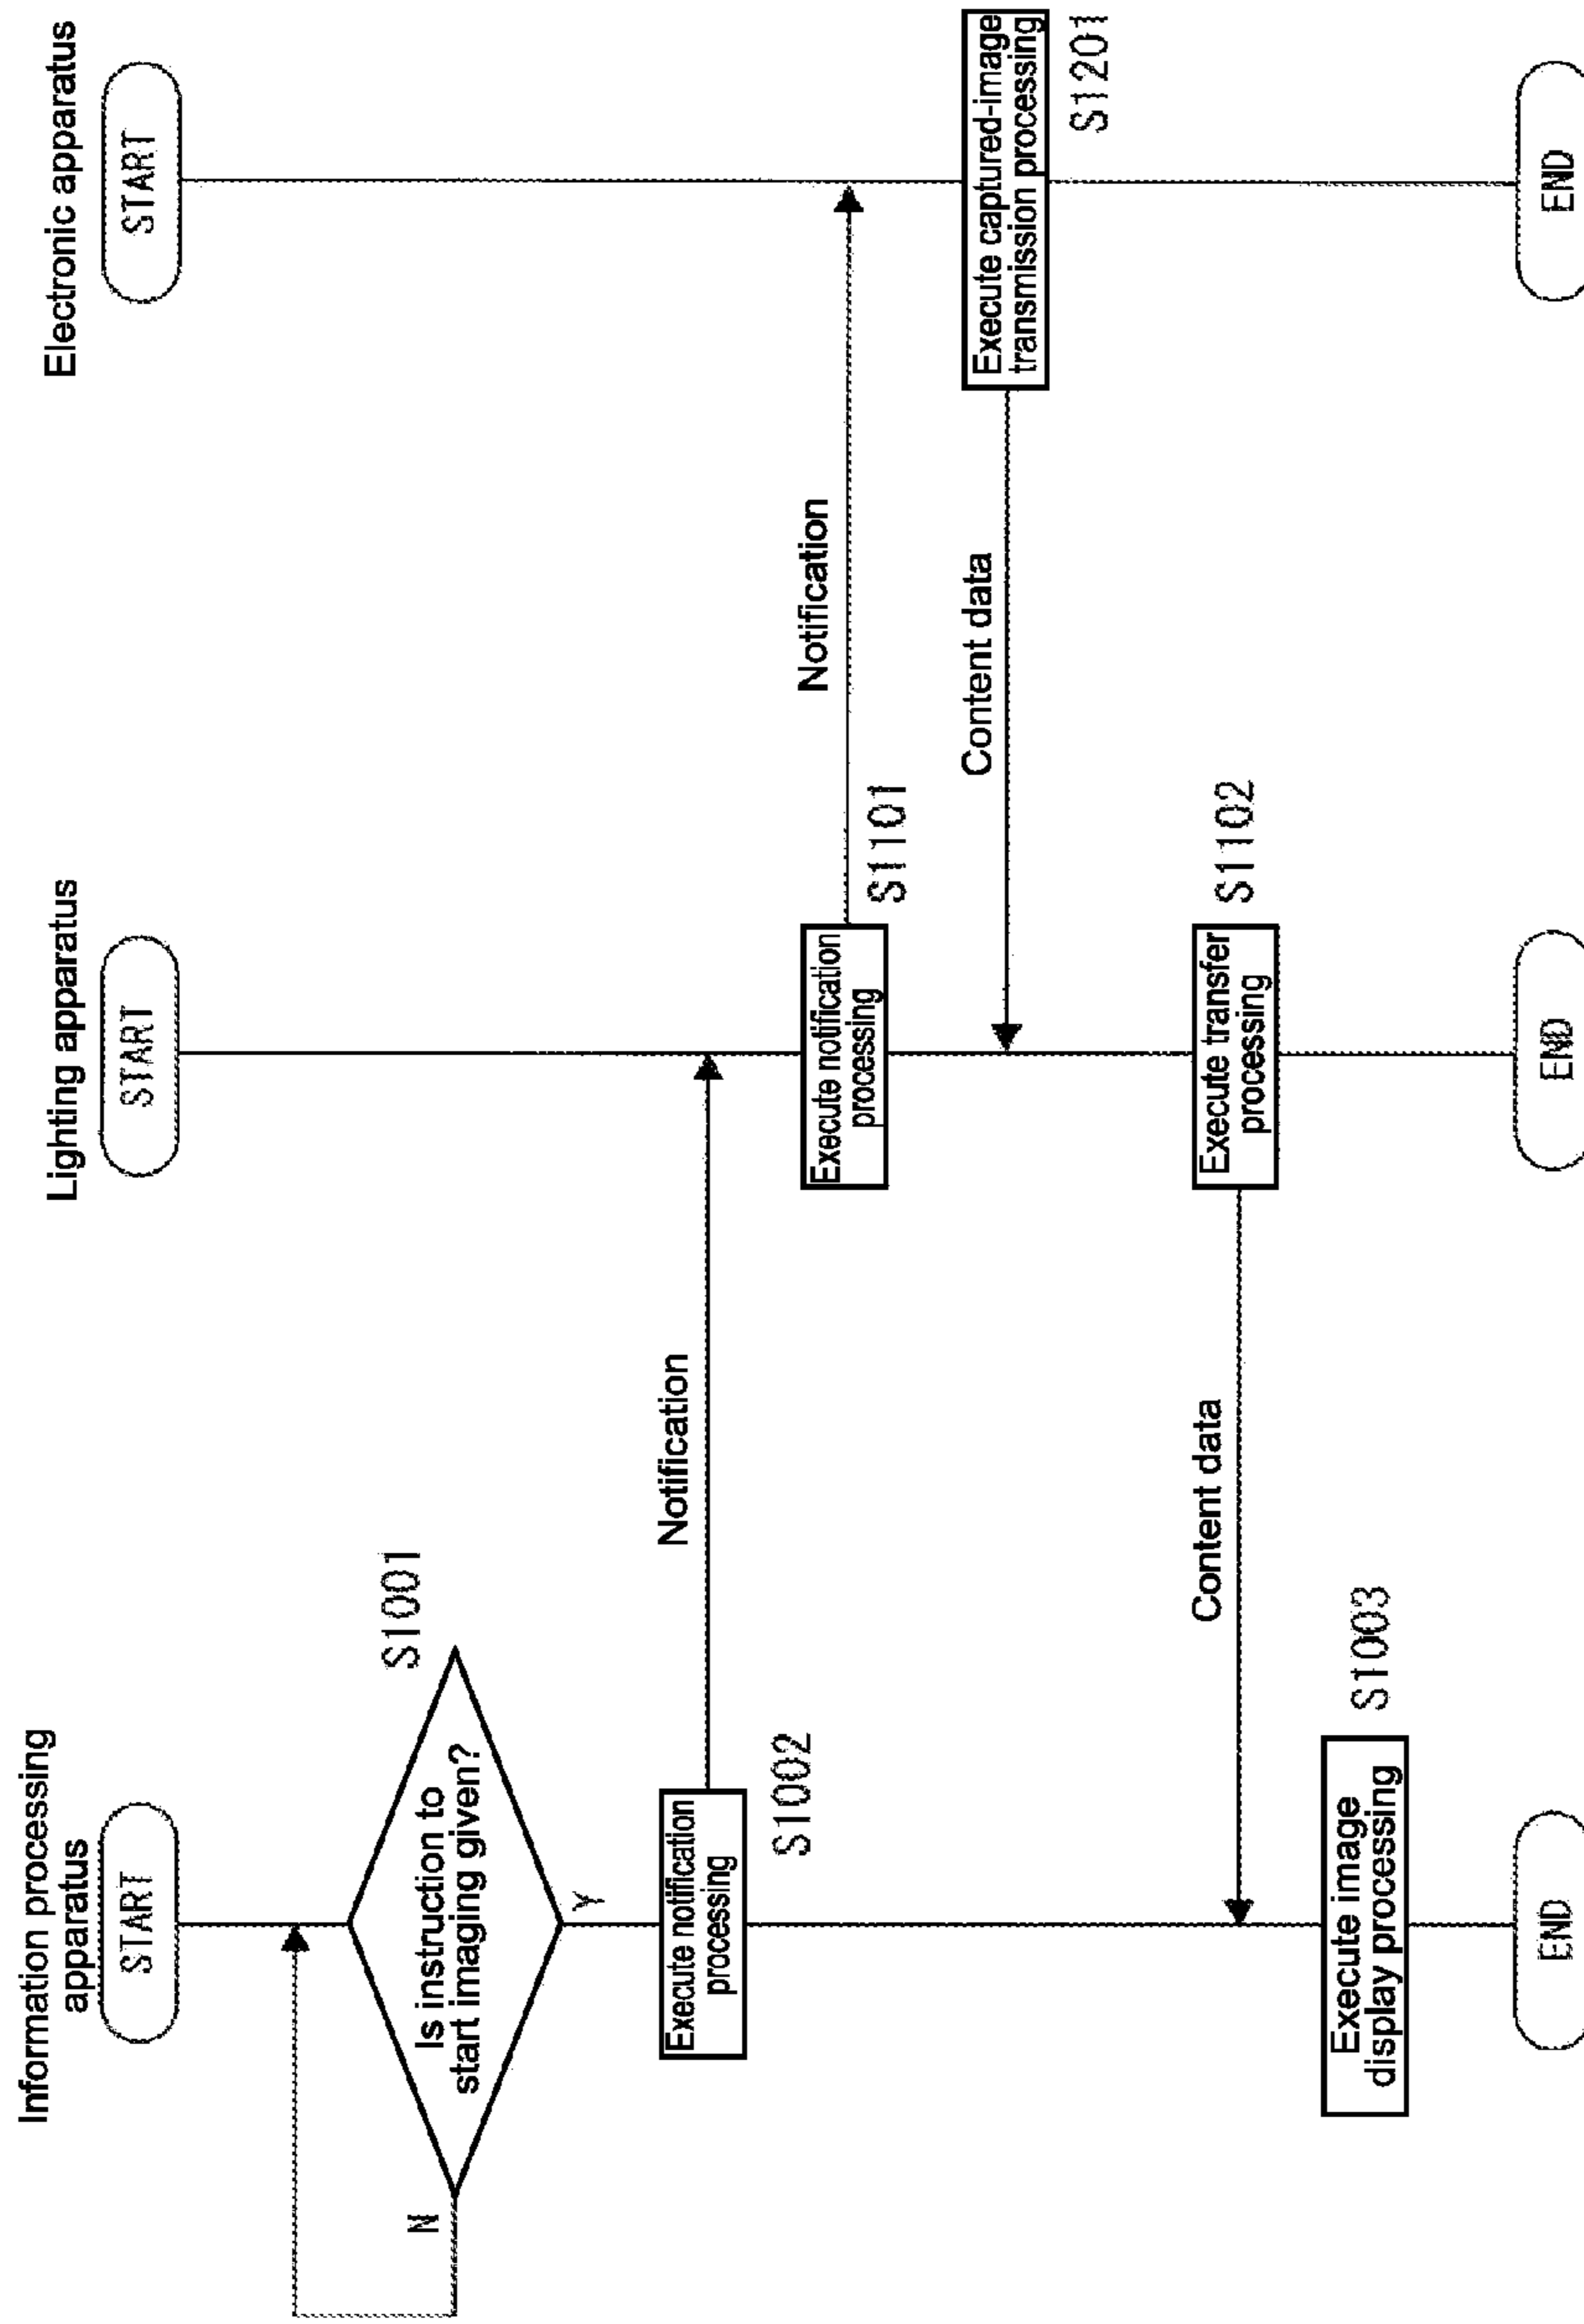 Information processing
apparatus
START
Is instruction to
start imaging given?
S1001
N
Y
Execute notification
processing
S1002
Notification
Content data
Execute image
display processing
S1003
END
Lighting apparatus
START
Execute notification
processing
S1101
Notification
Content data
Execute transfer
processing
S1102
END
Electronic apparatus
START
Execute captured-image
transmission processing
S1201
END